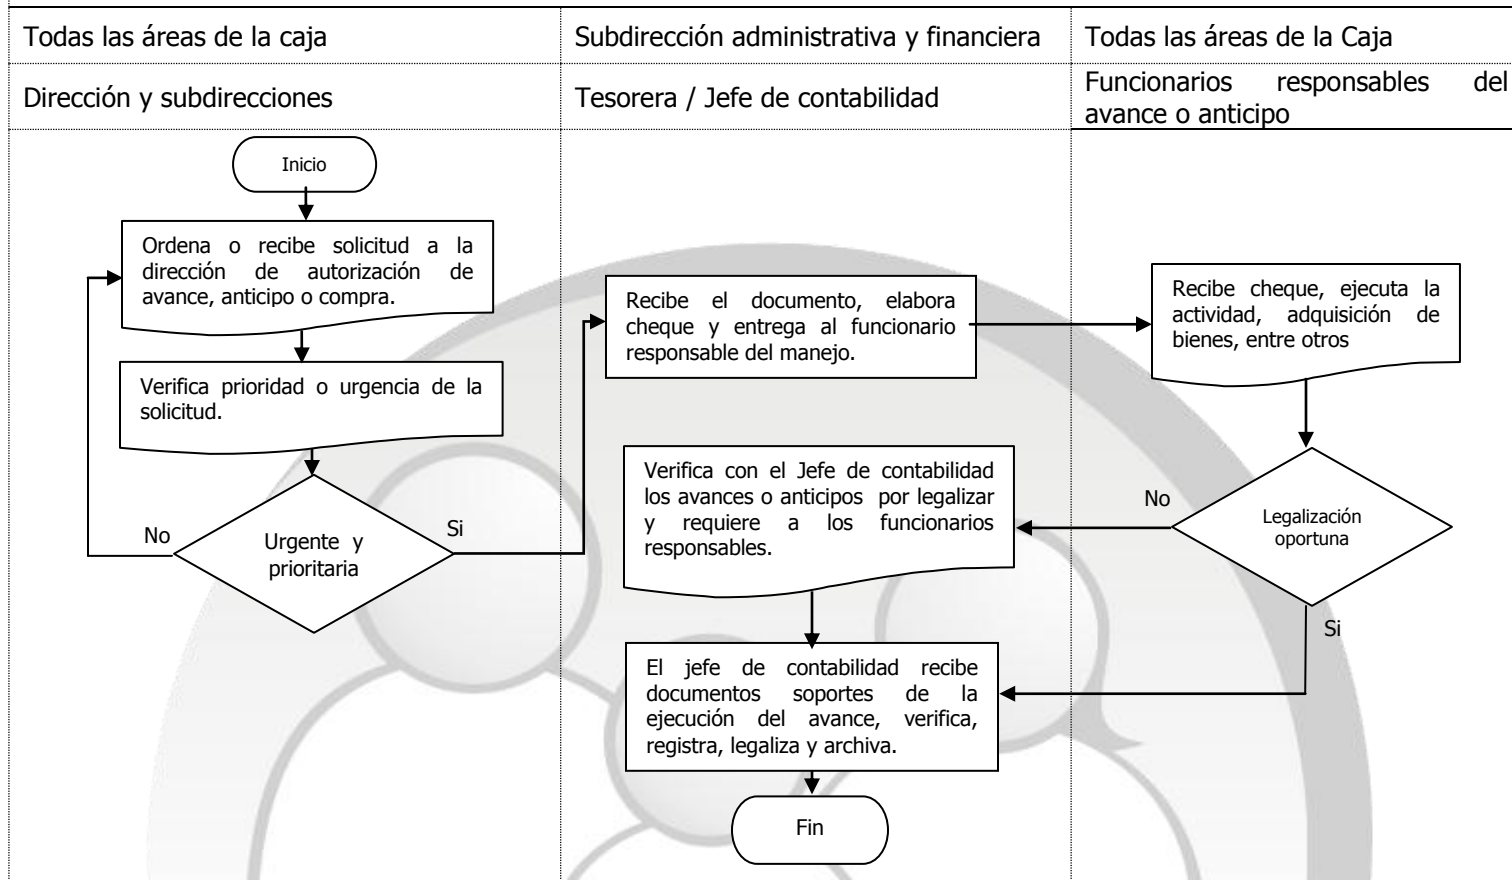 Todas las áreas de la caja
Subdirección administrativa y financiera
Todas las áreas de la Caja
Dirección y subdirecciones
Tesorera / Jefe de contabilidad
Funcionarios responsables del
avance o anticipo
Inicio
Ordena o recibe solicitud a la
dirección de autorización de
avance, anticipo o compra.
Verifica prioridad o urgencia de la
solicitud.
No
Urgente y
prioritaria
Si
Recibe el documento, elabora
cheque y entrega al funcionario
responsable del manejo.
Recibe cheque, ejecuta la
actividad, adquisición de
bienes, entre otros
Verifica con el Jefe de contabilidad
los avances o anticipos por legalizar
y requiere a los funcionarios
responsables.
No
Legalización
oportuna
Si
El jefe de contabilidad recibe
documentos soportes de la
ejecución del avance, verifica,
registra, legaliza y archiva.
Fin